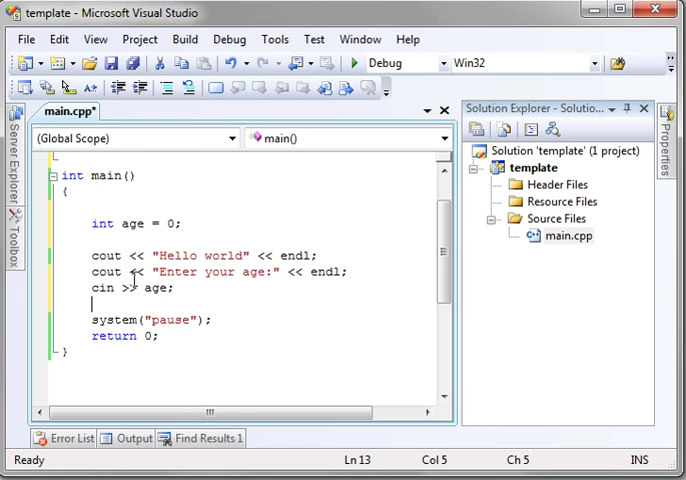 template - Microsoft Visual Studio
File Edit View Project Build Debug Tools Test Window Help
Debug Win32
main.cpp*
Solution Explorer - Solutio...
(Global Scope) main()
Server Explorer
Toolbox
int main()
{
int age = 0;
cout << "Hello world" << endl;
cout << "Enter your age:" << endl;
cin >> age;
system("pause");
return 0;
}
Solution 'template' (1 project)
template
Header Files
Resource Files
Source Files
main.cpp
Properties
Error List Output Find Results 1
Ready Ln 13 Col 5 Ch 5 INS